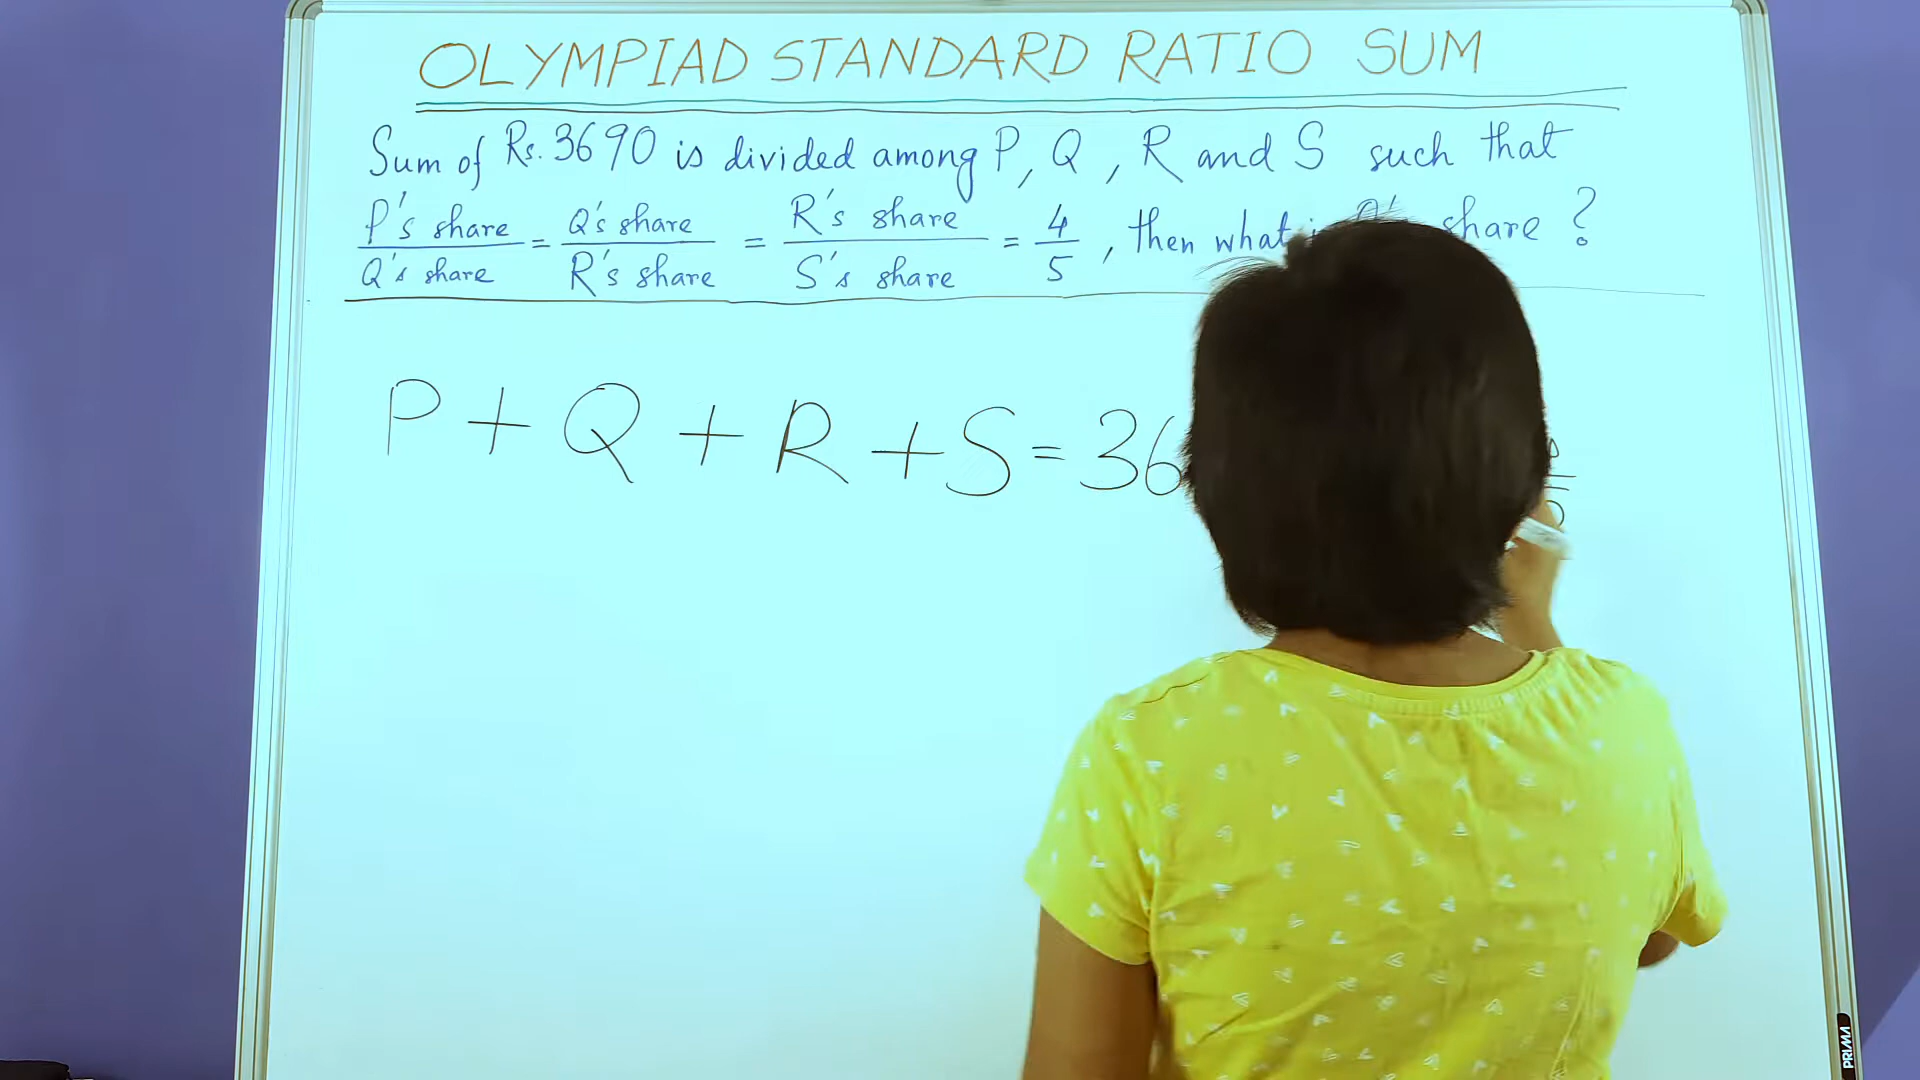 OLYMPIAD STANDARD RATIO SUM
Sum of Rs. 3690 is divided among P, Q, R and S such that
P's share / Q's share = Q's share / R's share = R's share / S's share = 4/5, then what share ?
P + Q + R + S = 36
PRIMA